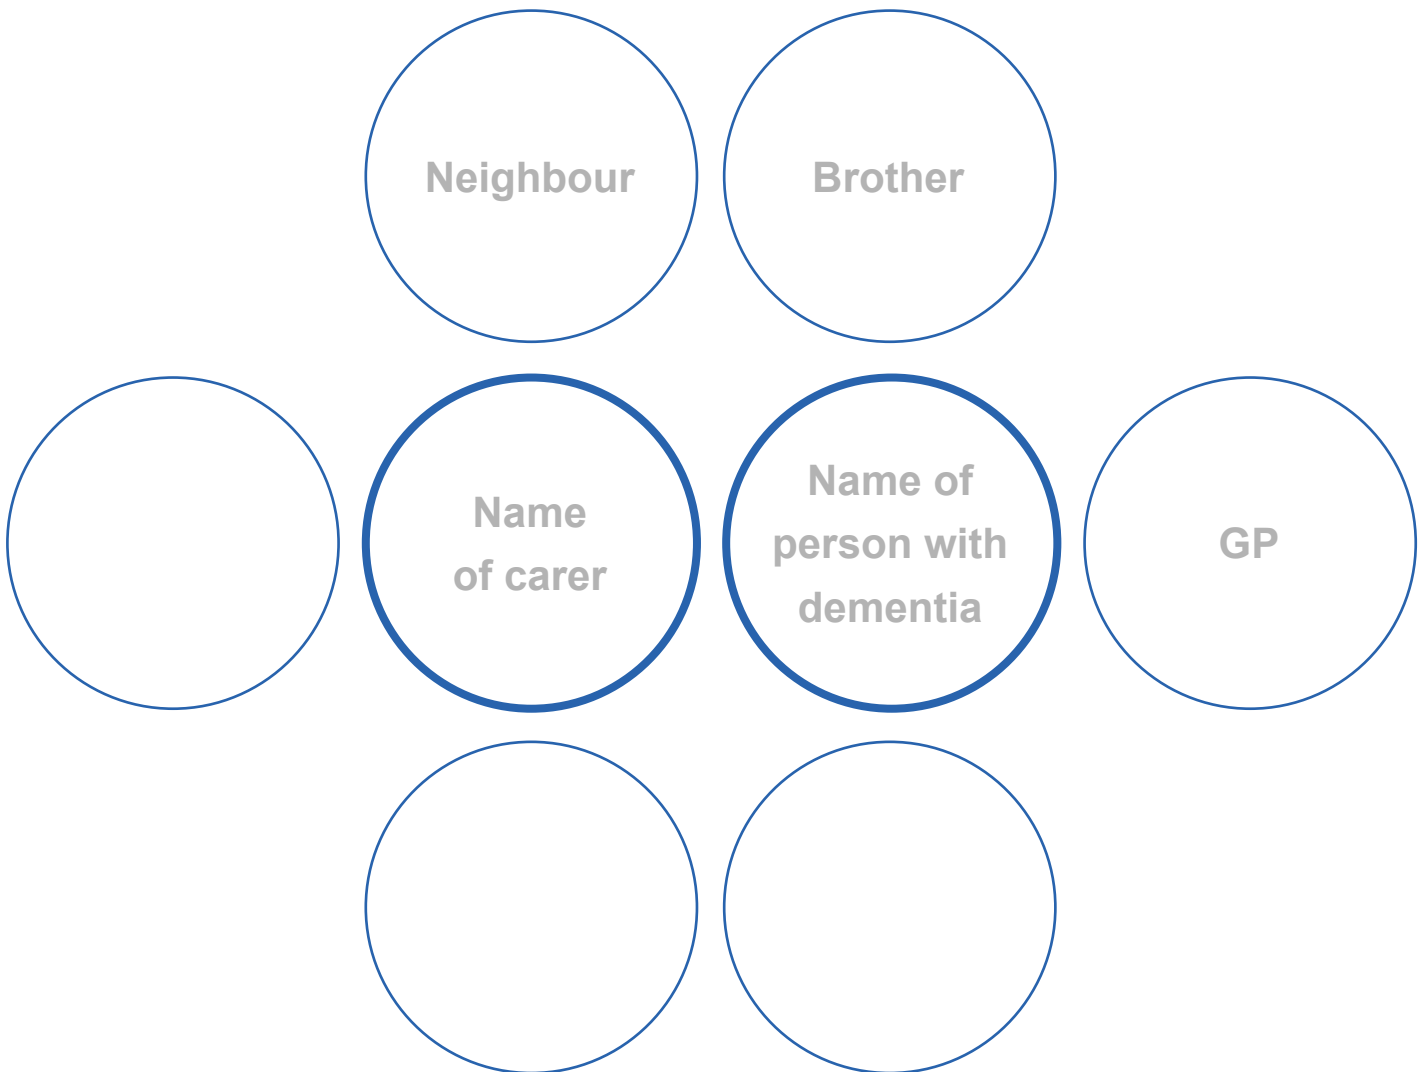 Neighbour
Brother
Name
of carer
Name of
person with
dementia
GP